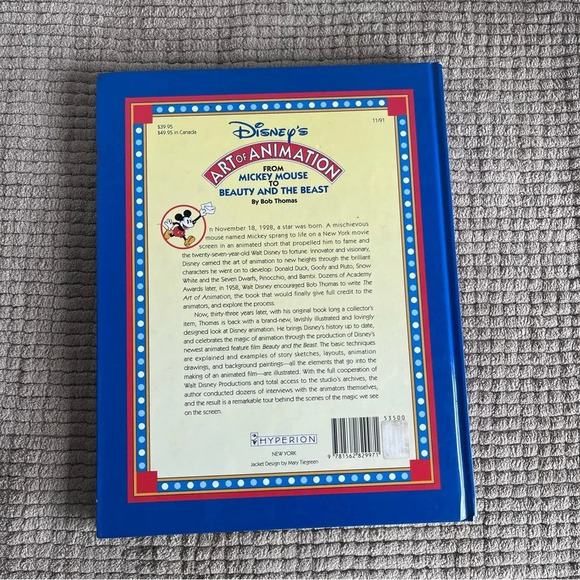 $39.95
$49.95 in Canada
11/91
DISNEY'S
ART OF ANIMATION
FROM
MICKEY MOUSE
TO
BEAUTY AND THE BEAST
By Bob Thomas
On November 18, 1928, a star was born. A mischievous
mouse named Mickey sprang to life on a New York movie
screen in an animated short that propelled him to fame and
the twenty-seven-year-old Walt Disney to fortune. Innovator and visionary,
Disney carried the art of animation to new heights through the brilliant
characters he went on to develop: Donald Duck, Goofy and Pluto, Snow
White and the Seven Dwarfs, Pinocchio, and Bambi. Dozens of Academy
Awards later, in 1958, Walt Disney encouraged Bob Thomas to write The
Art of Animation, the book that would finally give full credit to the
animators, and explore the process.
Now, thirty-three years later, with his original book long a collector's
item, Thomas is back with a brand-new, lavishly illustrated and lovingly
designed look at Disney animation. He brings Disney's history up to date,
and celebrates the magic of animation through the production of Disney's
newest animated feature film Beauty and the Beast. The basic techniques
are explained and examples of story sketches, layouts, animation
drawings, and background paintings—all the elements that go into the
making of an animated film—are illustrated. With the full cooperation of
Walt Disney Productions and total access to the studio's archives, the
author conducted dozens of interviews with the animators themselves,
and the result is a remarkable tour behind the scenes of the magic we see
on the screen.
HYPERION
NEW YORK
Jacket Design by Mary Tiegreen
53500
9 781562 829971